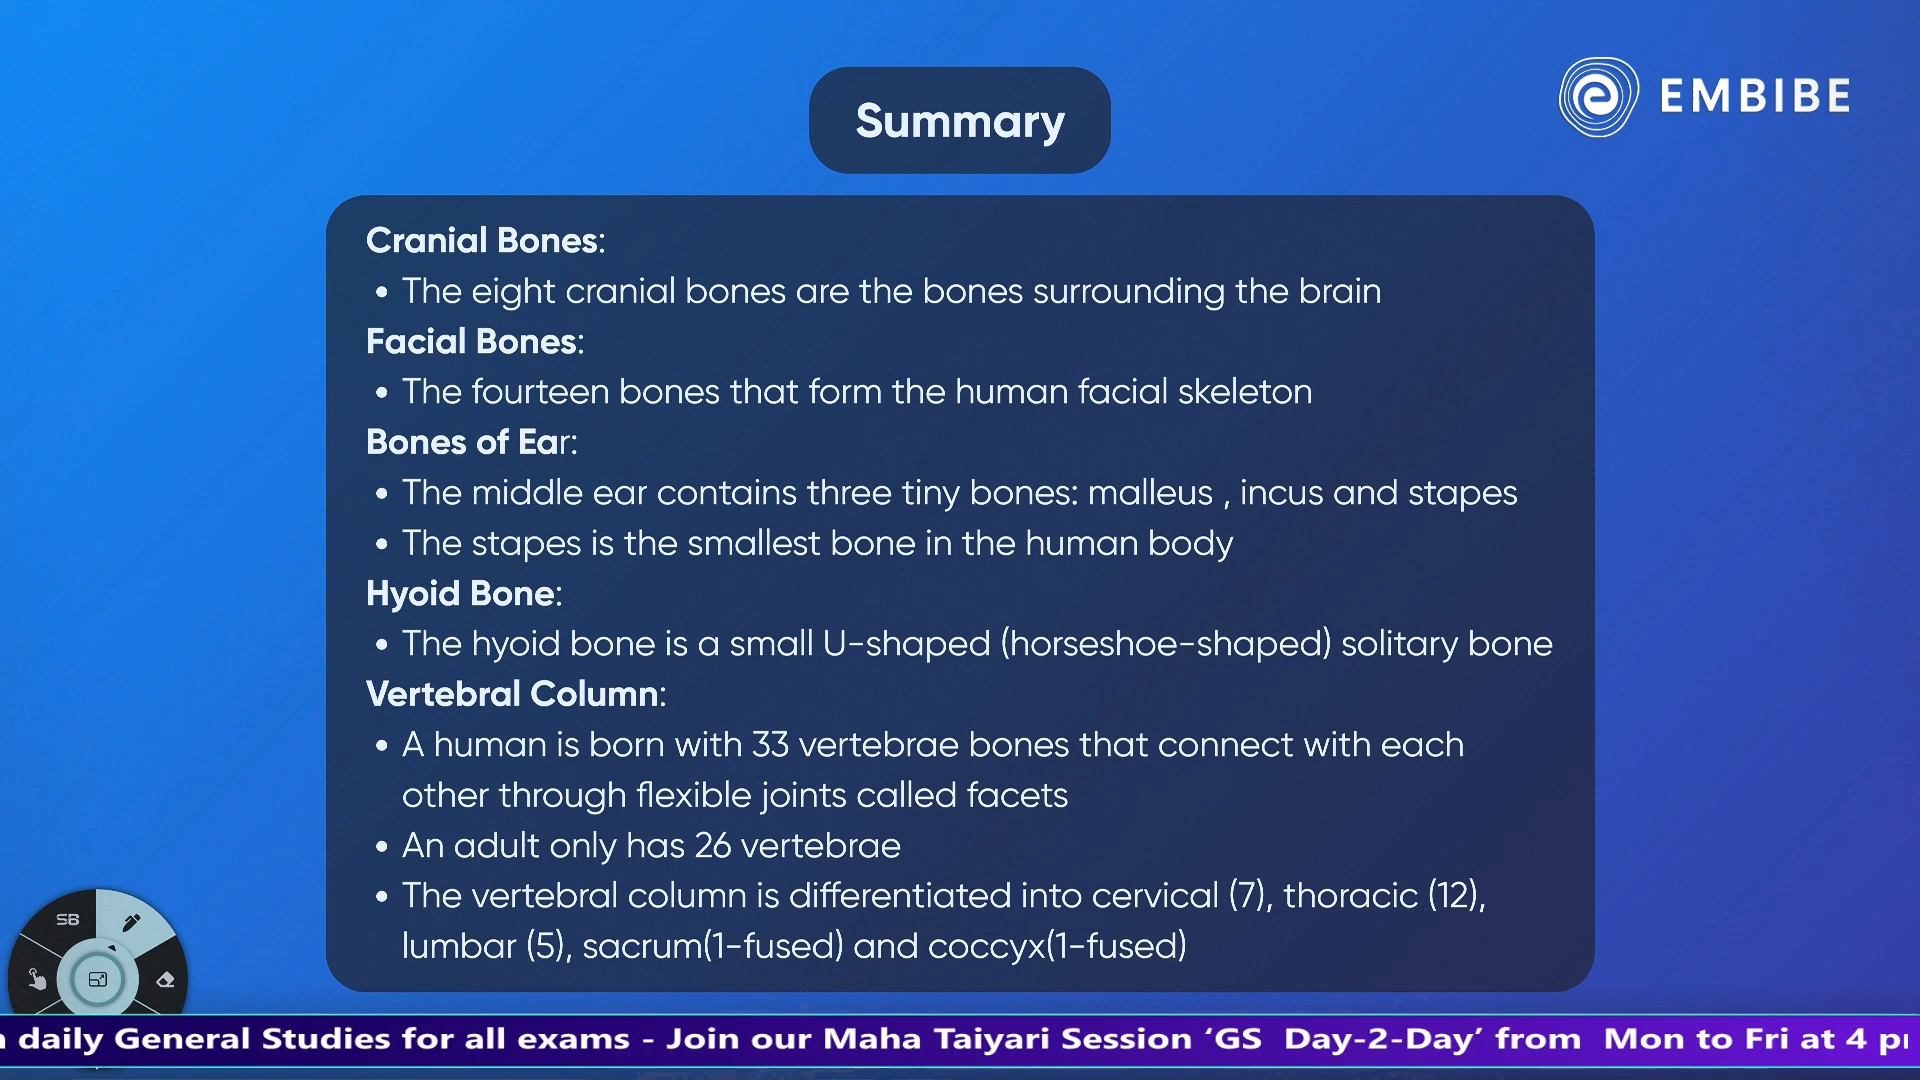 EMBIBE
Summary
Cranial Bones:
• The eight cranial bones are the bones surrounding the brain
Facial Bones:
• The fourteen bones that form the human facial skeleton
Bones of Ear:
• The middle ear contains three tiny bones: malleus , incus and stapes
• The stapes is the smallest bone in the human body
Hyoid Bone:
• The hyoid bone is a small U-shaped (horseshoe-shaped) solitary bone
Vertebral Column:
• A human is born with 33 vertebrae bones that connect with each
other through flexible joints called facets
• An adult only has 26 vertebrae
• The vertebral column is differentiated into cervical (7), thoracic (12),
lumbar (5), sacrum(1-fused) and coccyx(1-fused)
SB
daily General Studies for all exams - Join our Maha Taiyari Session ‘GS Day-2-Day’ from Mon to Fri at 4